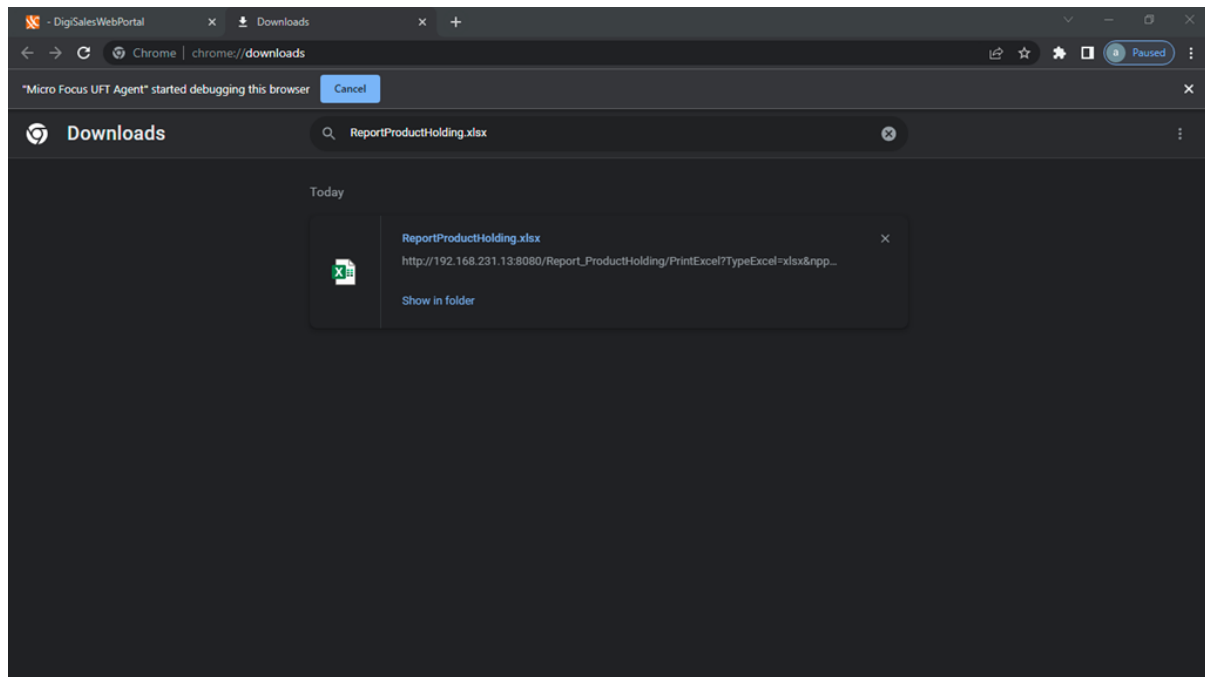 - DigiSalesWebPortal
Downloads
Chrome | chrome://downloads
a
Paused
"Micro Focus UFT Agent" started debugging this browser
Cancel
Downloads
ReportProductHolding.xlsx
Today
ReportProductHolding.xlsx
http://192.168.231.13:8080/Report_ProductHolding/PrintExcel?TypeExcel=xlsx&npp...
Show in folder